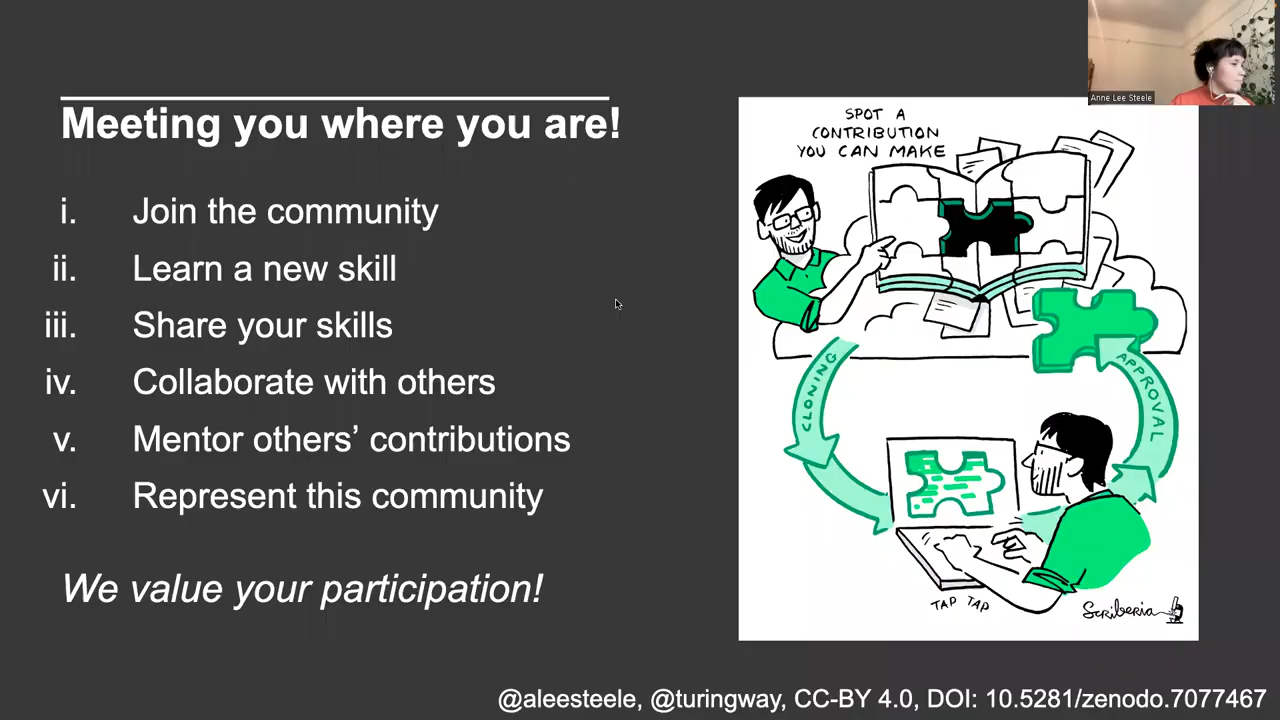 Anne Lee Steele
Meeting you where you are!
i. Join the community
ii. Learn a new skill
iii. Share your skills
iv. Collaborate with others
v. Mentor others’ contributions
vi. Represent this community
We value your participation!
SPOT A
CONTRIBUTION
YOU CAN MAKE
CLONING
APPROVAL
TAP TAP
Scriberia
@aleesteele, @turingway, CC-BY 4.0, DOI: 10.5281/zenodo.7077467